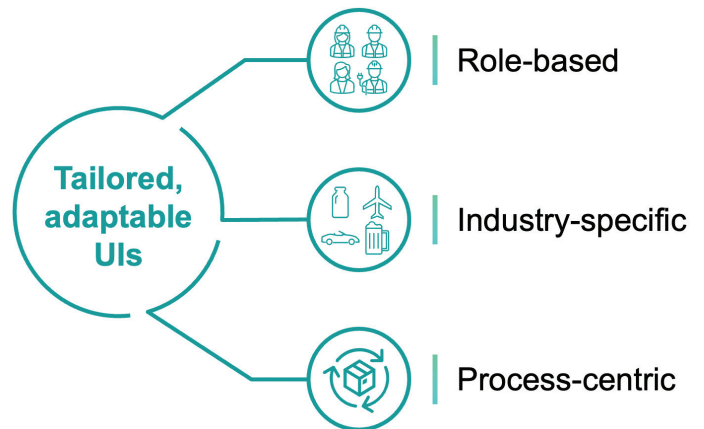 Tailored,
adaptable
UIs
Role-based
Industry-specific
Process-centric